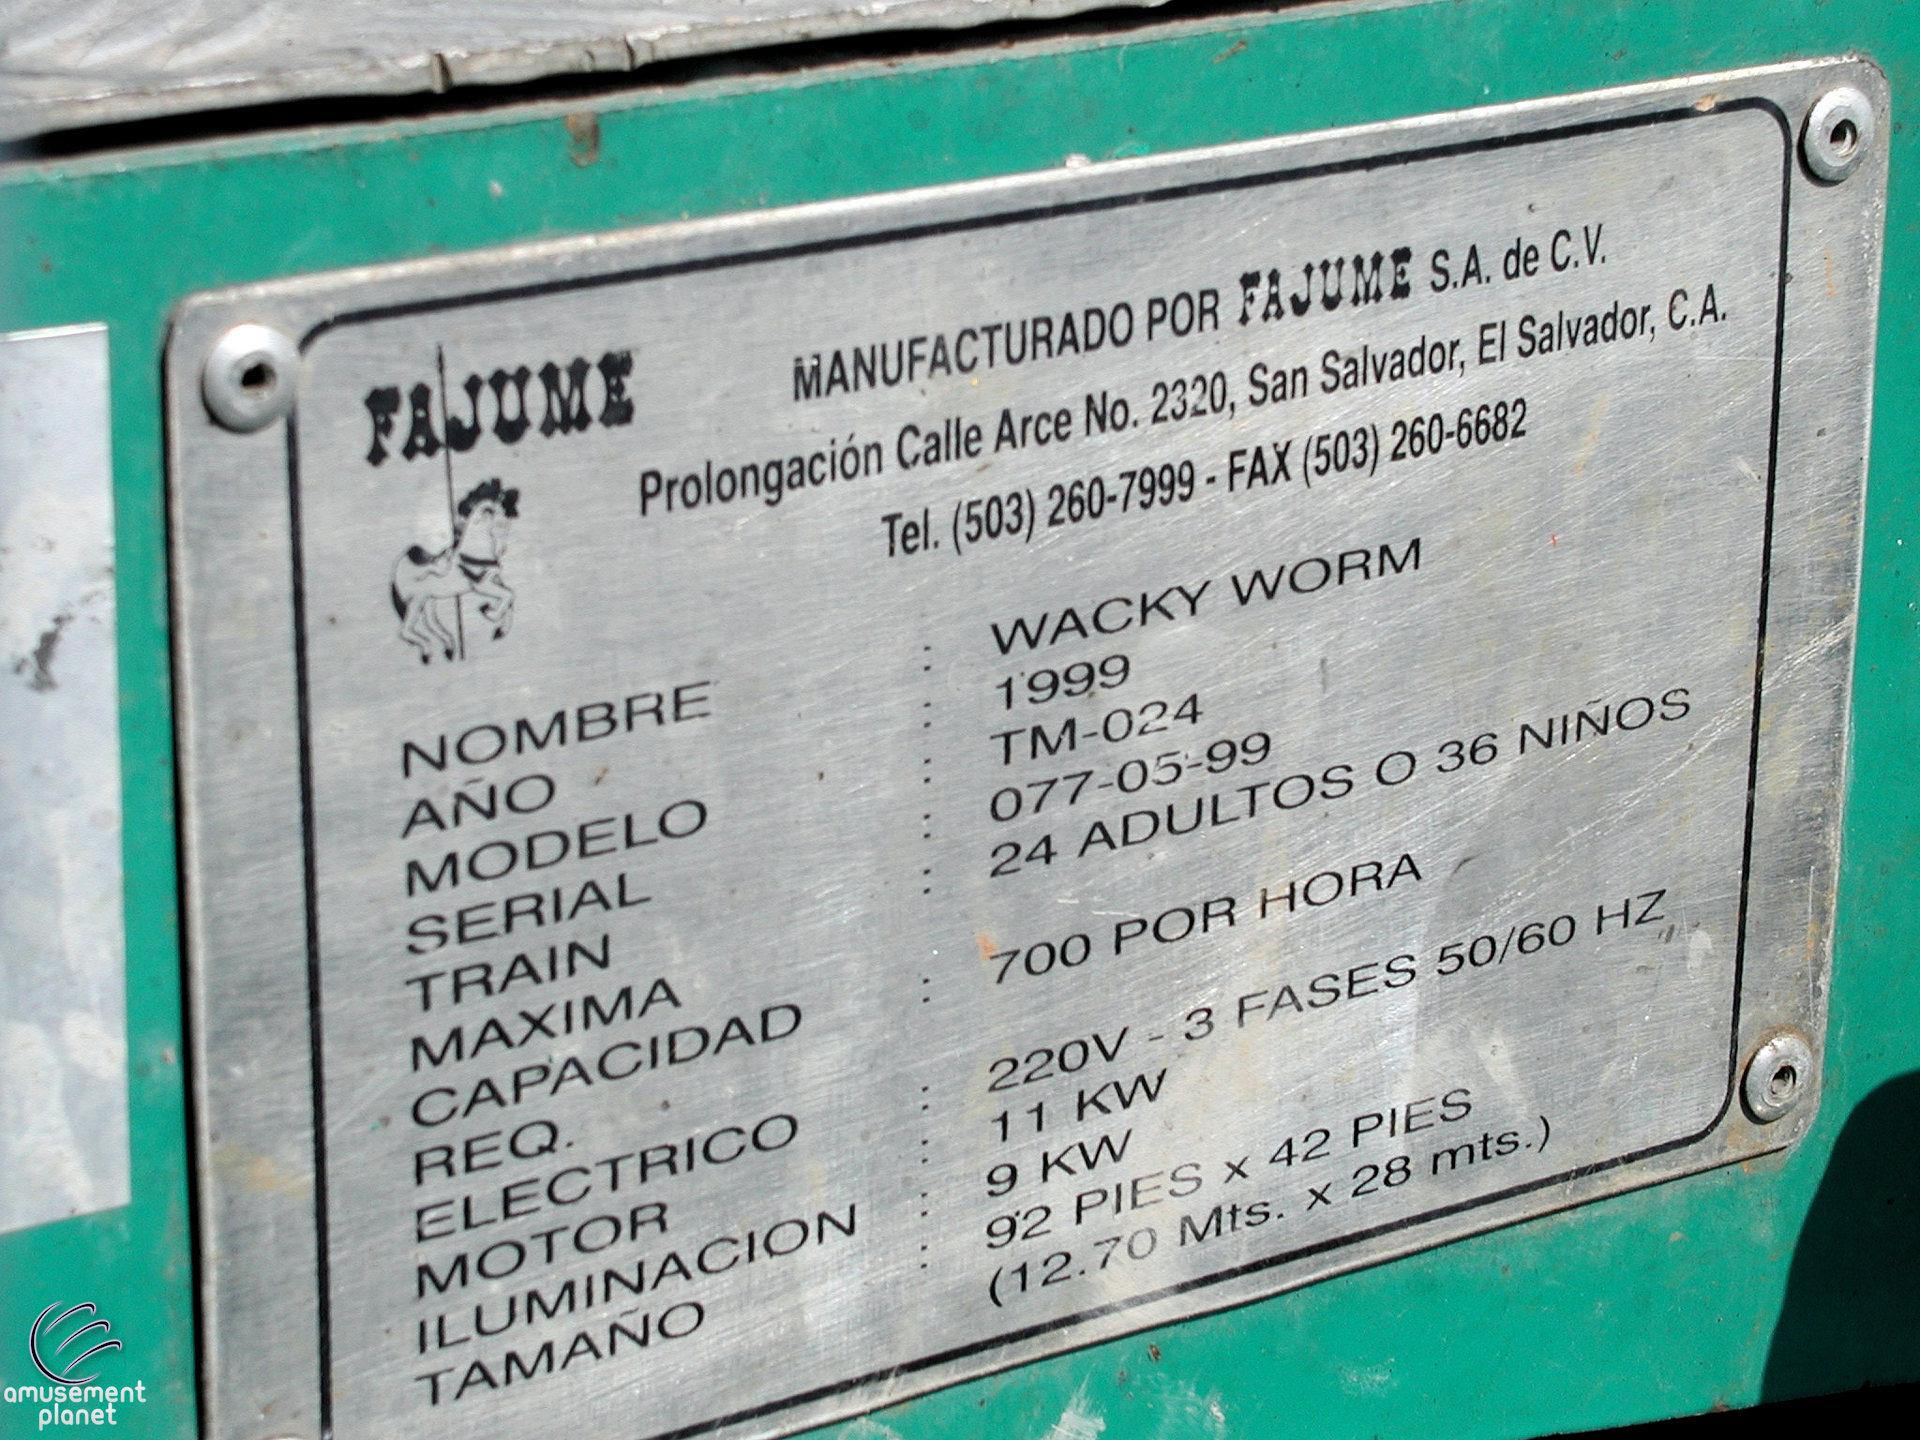 FAJUME
MANUFACTURADO POR FAJUME S.A. de C.V.
Prolongación Calle Arce No. 2320, San Salvador, El Salvador, C.A.
Tel. (503) 260-7999 - FAX (503) 260-6682
NOMBRE : WACKY WORM
AÑO : 1999
MODELO : TM-024
SERIAL : 077-05-99
TRAIN : 24 ADULTOS O 36 NIÑOS
MAXIMA
CAPACIDAD : 700 POR HORA
REQ.
ELECTRICO : 220V - 3 FASES 50/60 HZ
MOTOR : 11 KW
ILUMINACION : 9 KW
TAMAÑO : 92 PIES x 42 PIES
(12.70 Mts. x 28 mts.)
amusement
planet